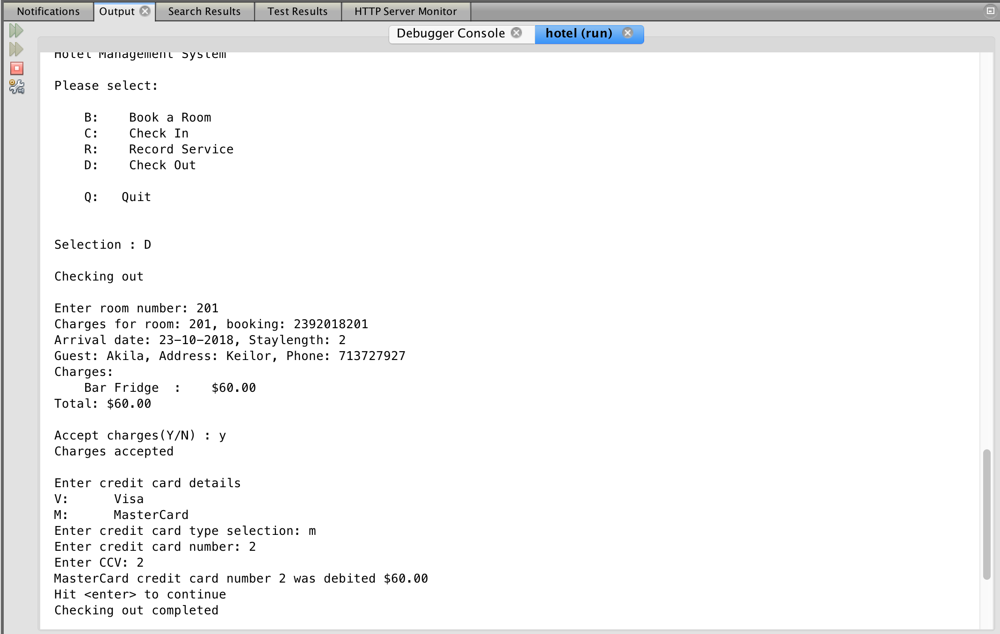 Notifications Output Search Results Test Results HTTP Server Monitor
Debugger Console hotel (run)
Hotel Management System
Please select:
B: Book a Room
C: Check In
R: Record Service
D: Check Out
Q: Quit
Selection : D
Checking out
Enter room number: 201
Charges for room: 201, booking: 2392018201
Arrival date: 23-10-2018, Staylength: 2
Guest: Akila, Address: Keilor, Phone: 713727927
Charges:
Bar Fridge : $60.00
Total: $60.00
Accept charges(Y/N) : y
Charges accepted
Enter credit card details
V: Visa
M: MasterCard
Enter credit card type selection: m
Enter credit card number: 2
Enter CCV: 2
MasterCard credit card number 2 was debited $60.00
Hit <enter> to continue
Checking out completed